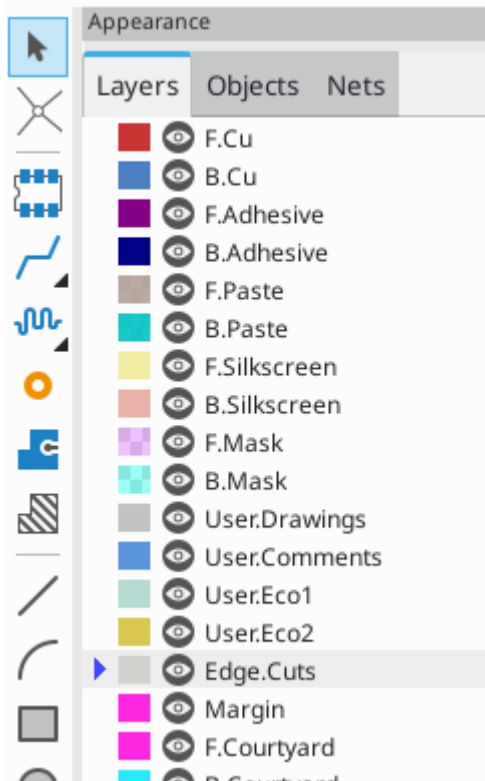 Appearance
Layers Objects Nets
F.Cu
B.Cu
F.Adhesive
B.Adhesive
F.Paste
B.Paste
F.Silkscreen
B.Silkscreen
F.Mask
B.Mask
User.Drawings
User.Comments
User.Eco1
User.Eco2
Edge.Cuts
Margin
F.Courtyard
B.Courtyard